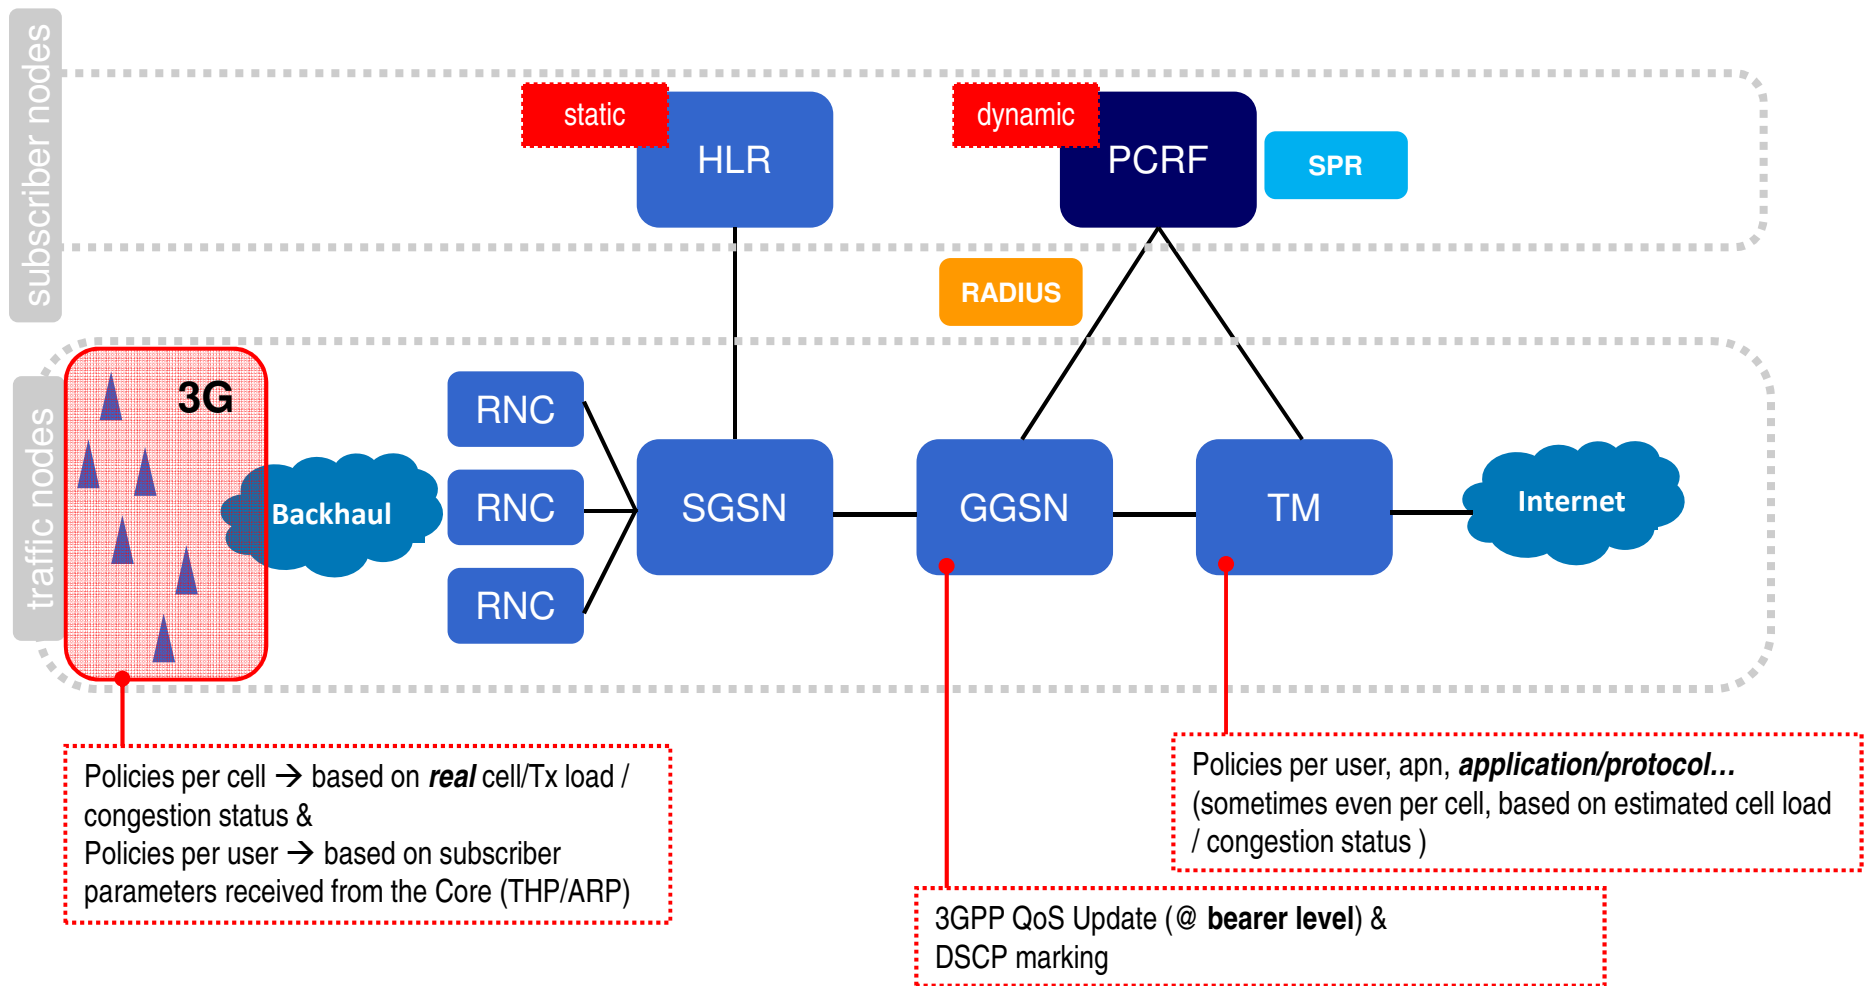 subscriber nodes
static
HLR
dynamic
PCRF
SPR
RADIUS
traffic nodes
3G
Backhaul
RNC
RNC
RNC
SGSN
GGSN
TM
Internet
Policies per cell → based on real cell/Tx load /
congestion status &
Policies per user → based on subscriber
parameters received from the Core (THP/ARP)
Policies per user, apn, application/protocol...
(sometimes even per cell, based on estimated cell load
/ congestion status )
3GPP QoS Update (@ bearer level) &
DSCP marking